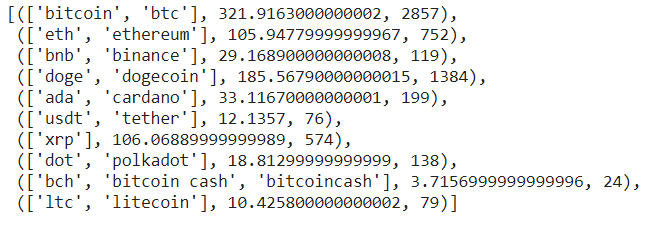 [(['bitcoin', 'btc'], 321.9163000000002, 2857),
(['eth', 'ethereum'], 105.94779999999967, 752),
(['bnb', 'binance'], 29.168900000000008, 119),
(['doge', 'dogecoin'], 185.56790000000015, 1384),
(['ada', 'cardano'], 33.11670000000001, 199),
(['usdt', 'tether'], 12.1357, 76),
(['xrp'], 106.06889999999989, 574),
(['dot', 'polkadot'], 18.81299999999999, 138),
(['bch', 'bitcoin cash', 'bitcoincash'], 3.7156999999999996, 24),
(['ltc', 'litecoin'], 10.425800000000002, 79)]